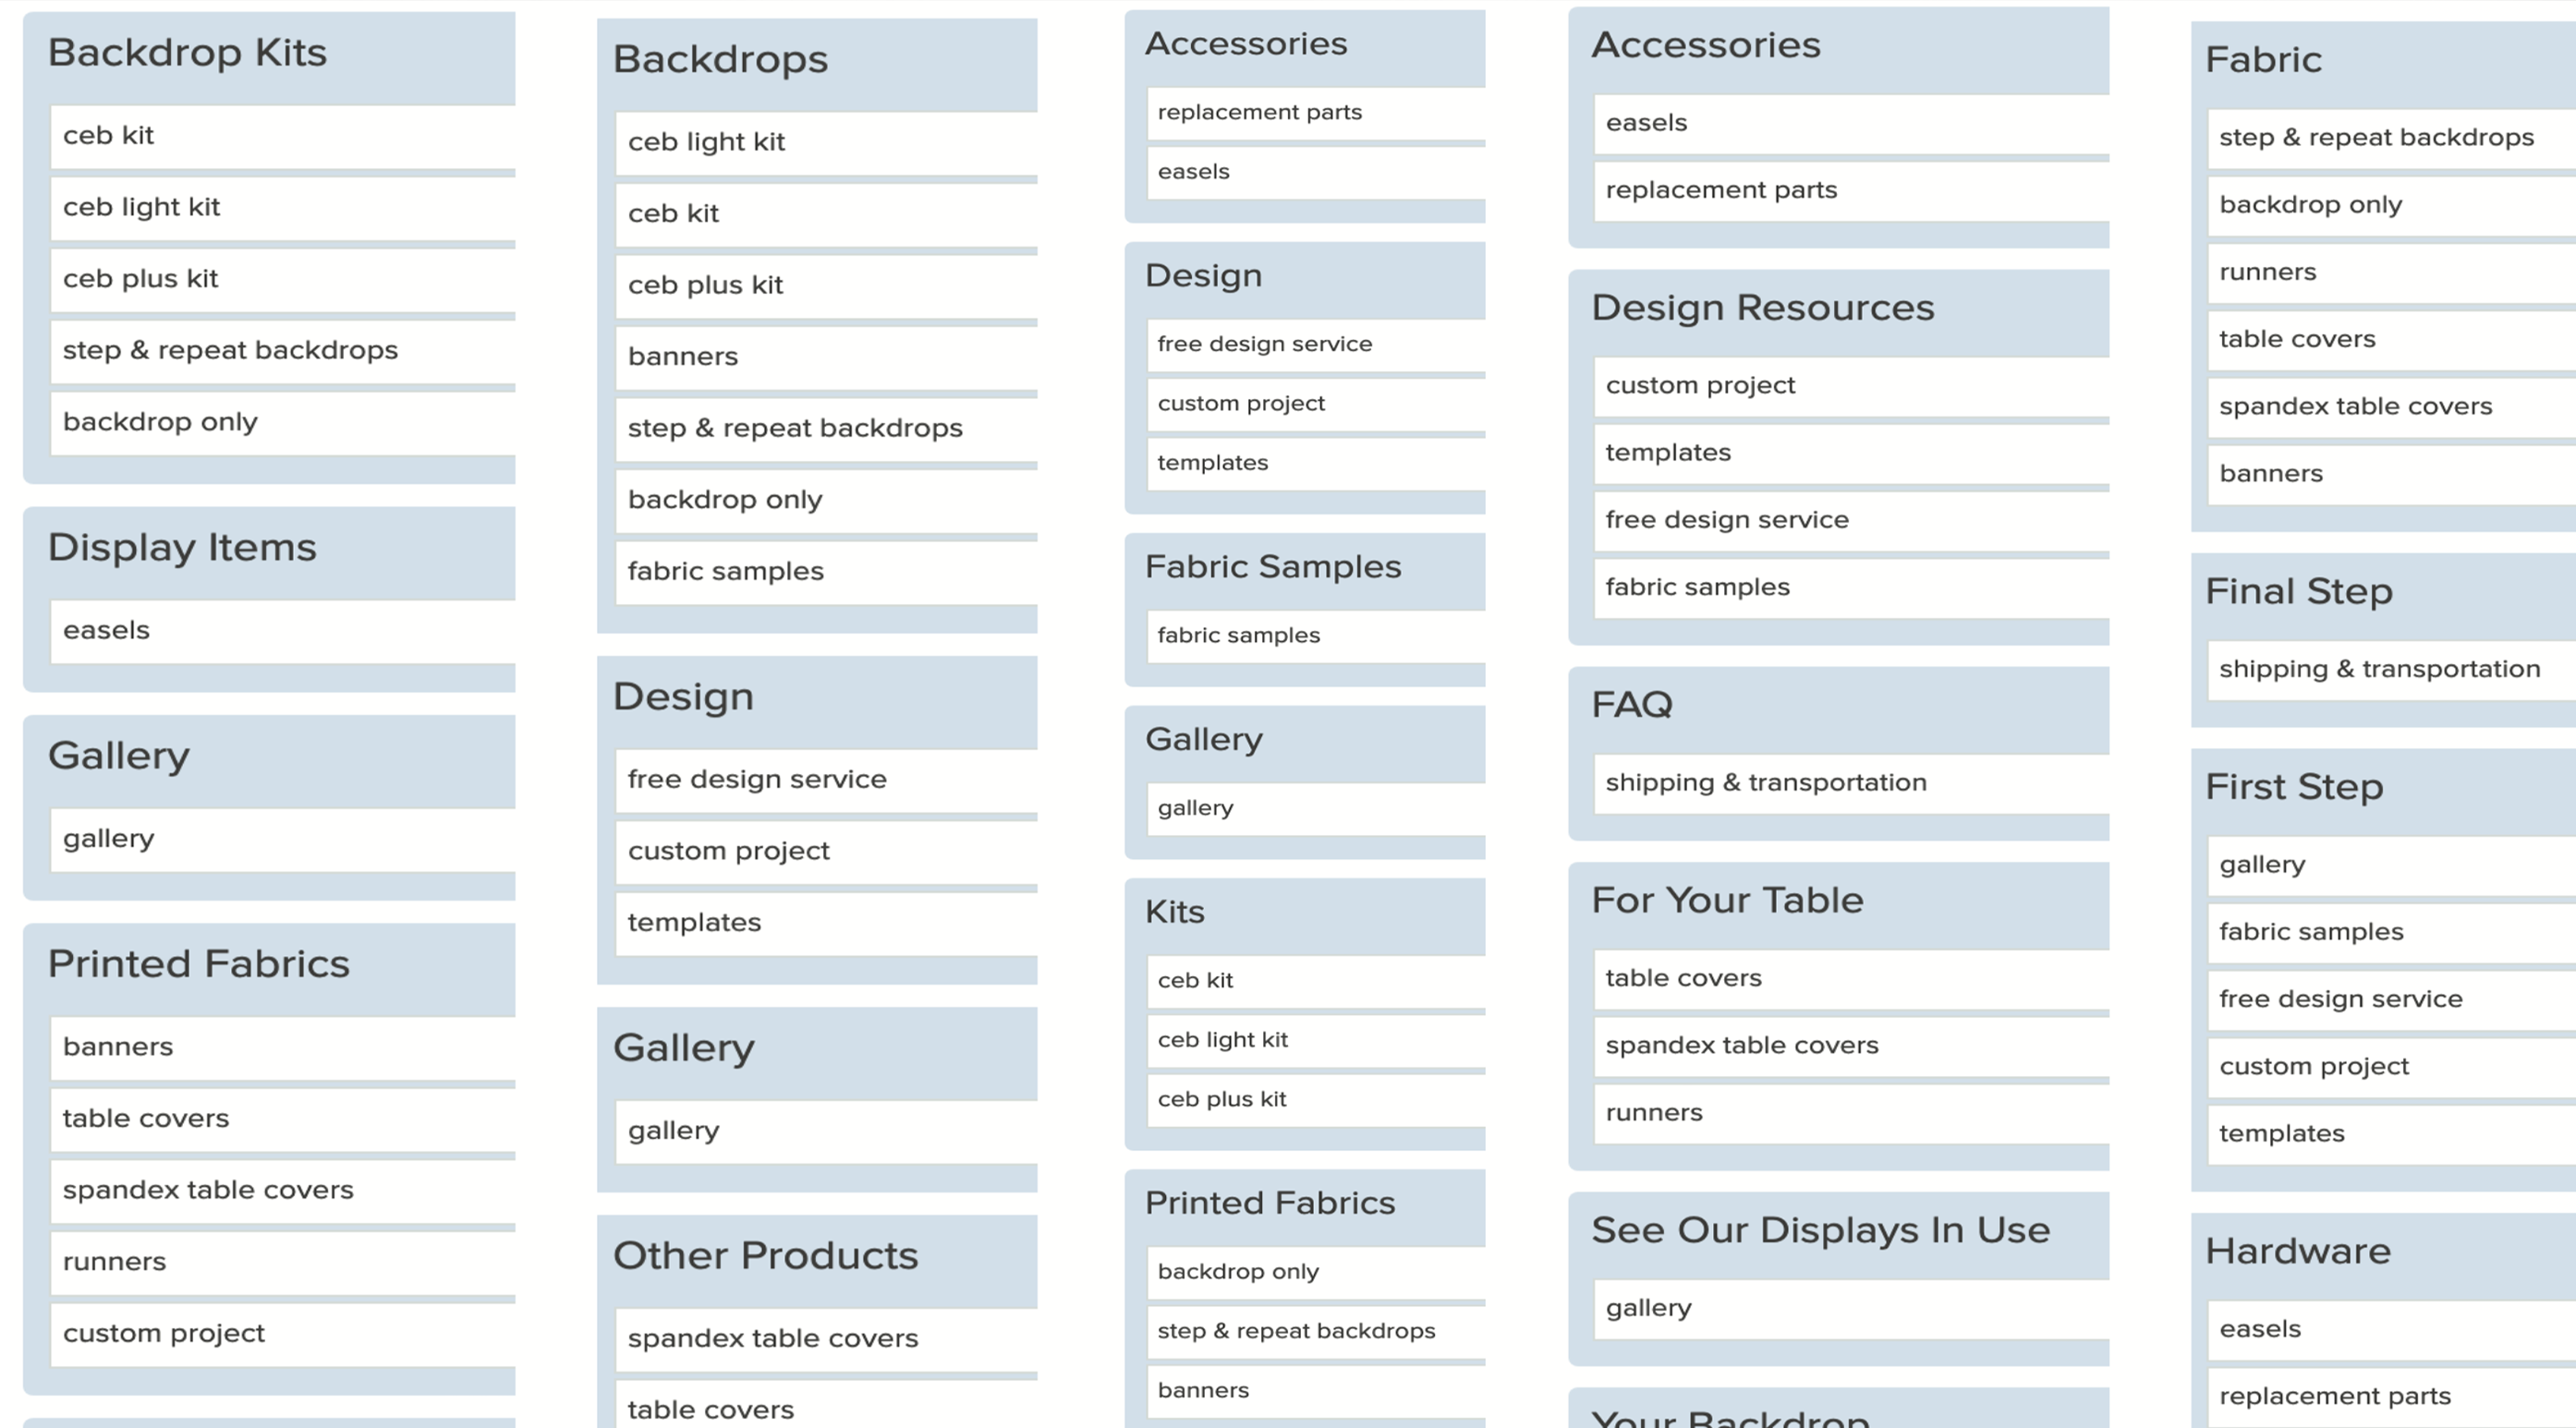 Backdrop Kits
ceb kit
ceb light kit
ceb plus kit
step & repeat backdrops
backdrop only
Display Items
easels
Gallery
gallery
Printed Fabrics
banners
table covers
spandex table covers
runners
custom project
Backdrops
ceb light kit
ceb kit
ceb plus kit
banners
step & repeat backdrops
backdrop only
fabric samples
Design
free design service
custom project
templates
Gallery
gallery
Other Products
spandex table covers
table covers
Accessories
replacement parts
easels
Design
free design service
custom project
templates
Fabric Samples
fabric samples
Gallery
gallery
Kits
ceb kit
ceb light kit
ceb plus kit
Printed Fabrics
backdrop only
step & repeat backdrops
banners
Accessories
easels
replacement parts
Design Resources
custom project
templates
free design service
fabric samples
FAQ
shipping & transportation
For Your Table
table covers
spandex table covers
runners
See Our Displays In Use
gallery
Your Backdrop
Fabric
step & repeat backdrops
backdrop only
runners
table covers
spandex table covers
banners
Final Step
shipping & transportation
First Step
gallery
fabric samples
free design service
custom project
templates
Hardware
easels
replacement parts